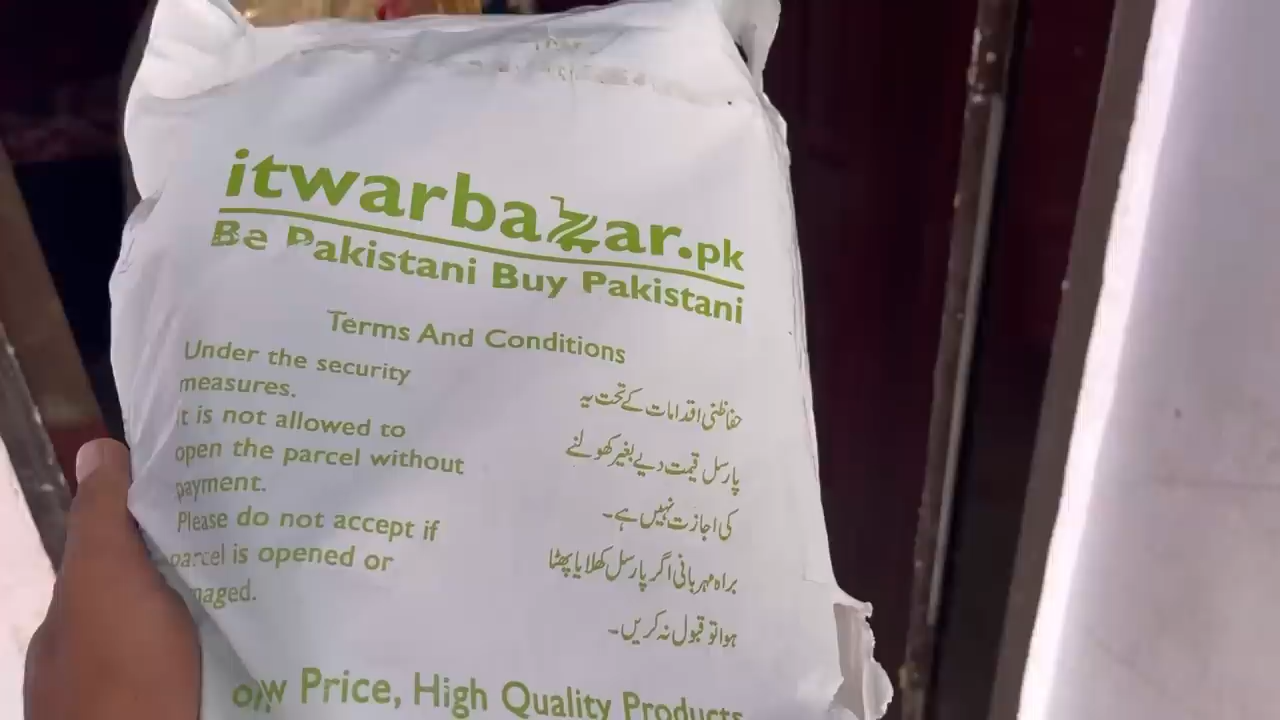 itwarbazar.pk
Be Pakistani Buy Pakistani
Terms And Conditions
Under the security
measures.
It is not allowed to
open the parcel without
payment.
Please do not accept if
parcel is opened or
maged.
حفاظتی اقدامات کے تحت یہ
پارسل قیمت دیے بغیر کھولنے
کی اجازت نہیں ہے۔
براہ مہربانی اگر پارسل کھلا یا پھٹا
ہوا تو قبول نہ کریں۔
Low Price, High Quality Products